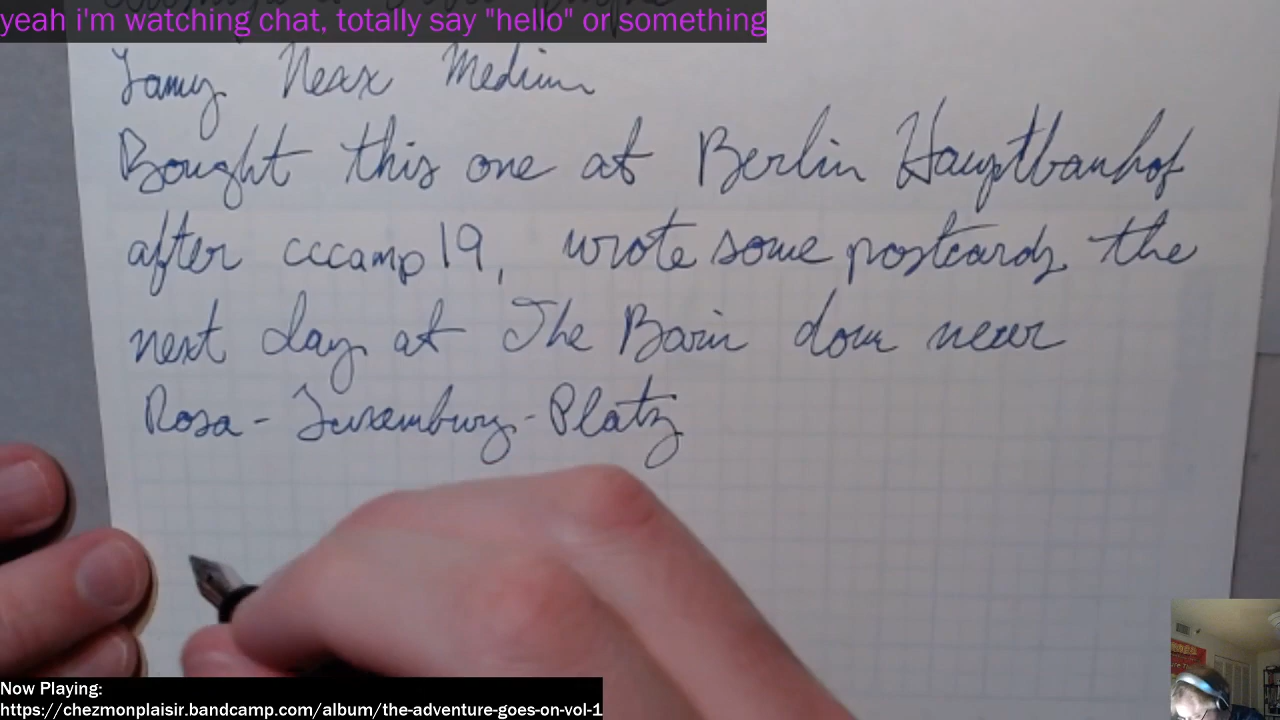 yeah i'm watching chat, totally say "hello" or something
Lamy Nexx Medium
Bought this one at Berlin Hauptbanhof
after cccamp19, wrote some postcards the
next day at The Barn down near
Rosa-Luxemburg-Platz
Now Playing:
https://chezmonplaisir.bandcamp.com/album/the-adventure-goes-on-vol-1